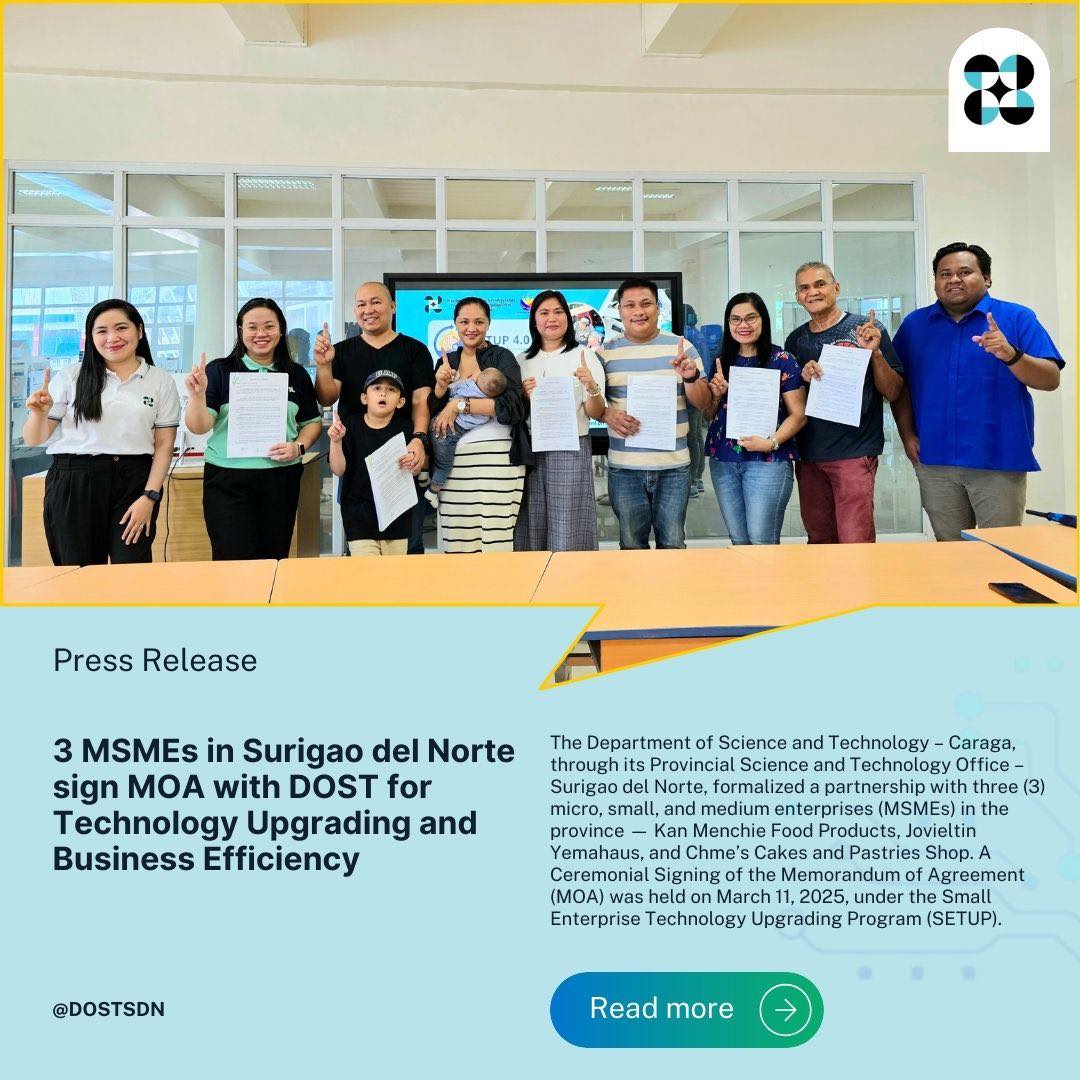 TUP 4.0
Press Release
3 MSMEs in Surigao del Norte
sign MOA with DOST for
Technology Upgrading and
Business Efficiency
The Department of Science and Technology – Caraga,
through its Provincial Science and Technology Office –
Surigao del Norte, formalized a partnership with three (3)
micro, small, and medium enterprises (MSMEs) in the
province — Kan Menchie Food Products, Jovieltin
Yemahaus, and Chme's Cakes and Pastries Shop. A
Ceremonial Signing of the Memorandum of Agreement
(MOA) was held on March 11, 2025, under the Small
Enterprise Technology Upgrading Program (SETUP).
@DOSTSDN
Read more